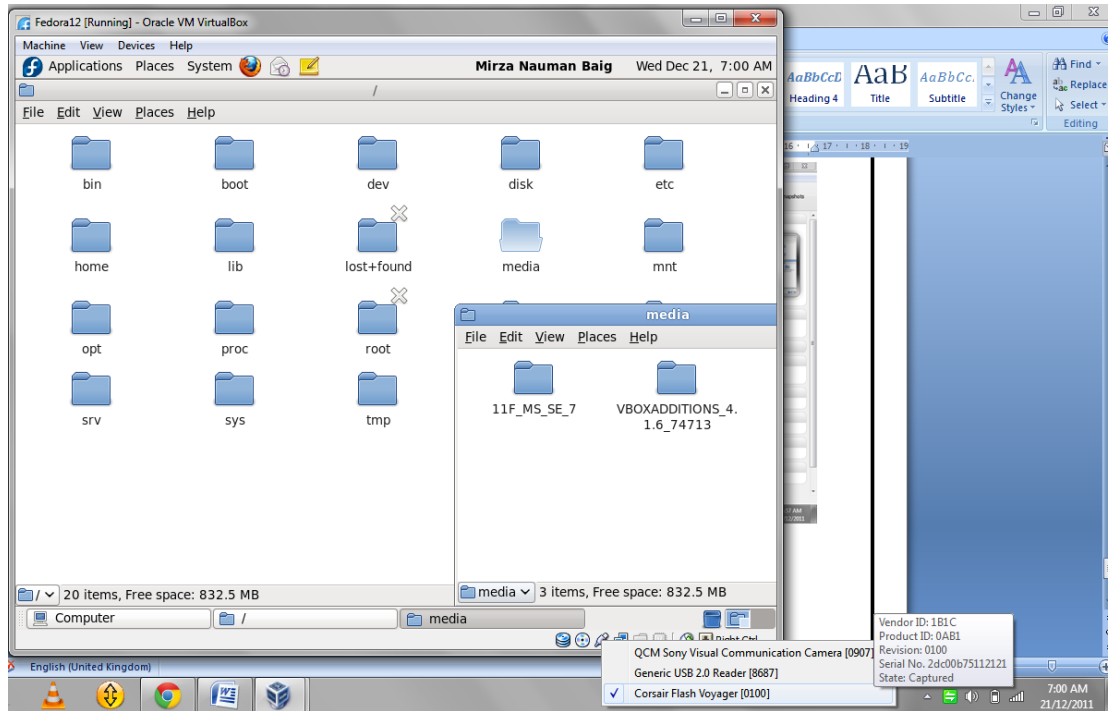 Fedora12 [Running] - Oracle VM VirtualBox
Machine View Devices Help
Applications Places System Mirza Nauman Baig Wed Dec 21, 7:00 AM
/
File Edit View Places Help
bin boot dev disk etc
home lib lost+found media mnt
opt proc root
srv sys tmp
media
File Edit View Places Help
11F_MS_SE_7 VBOXADDITIONS_4.
1.6_74713
/ 20 items, Free space: 832.5 MB
media 3 items, Free space: 832.5 MB
Computer / media
Right Ctrl
AaBbCcD AaB AaBbCc.
Heading 4 Title Subtitle
Change
Styles
Find
Replace
Select
Editing
16 17 18 19
QCM Sony Visual Communication Camera [0907]
Generic USB 2.0 Reader [8687]
Corsair Flash Voyager [0100]
Vendor ID: 1B1C
Product ID: 0AB1
Revision: 0100
Serial No. 2dc00b75112121
State: Captured
English (United Kingdom)
7:00 AM
21/12/2011